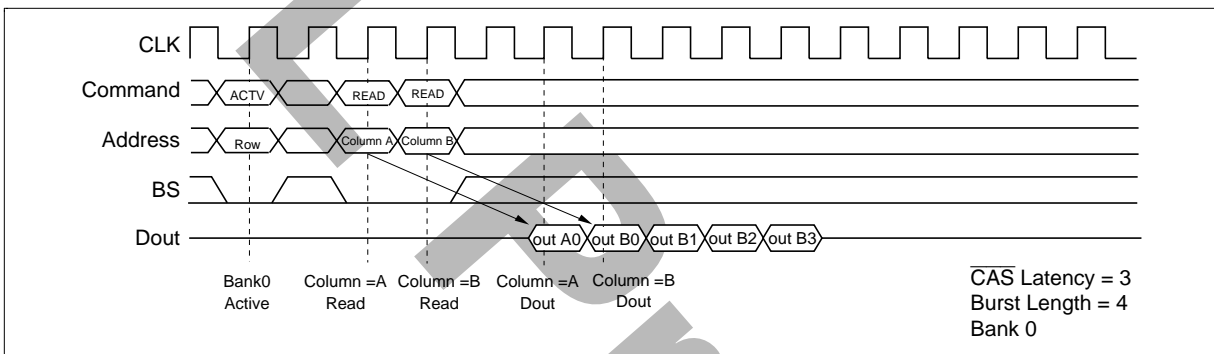 CLK
Command ACTV READ READ
Address Row Column A Column B
BS
Dout out A0 out B0 out B1 out B2 out B3
Bank0 Active
Column =A Read
Column =B Read
Column =A Dout
Column =B Dout
CAS Latency = 3
Burst Length = 4
Bank 0